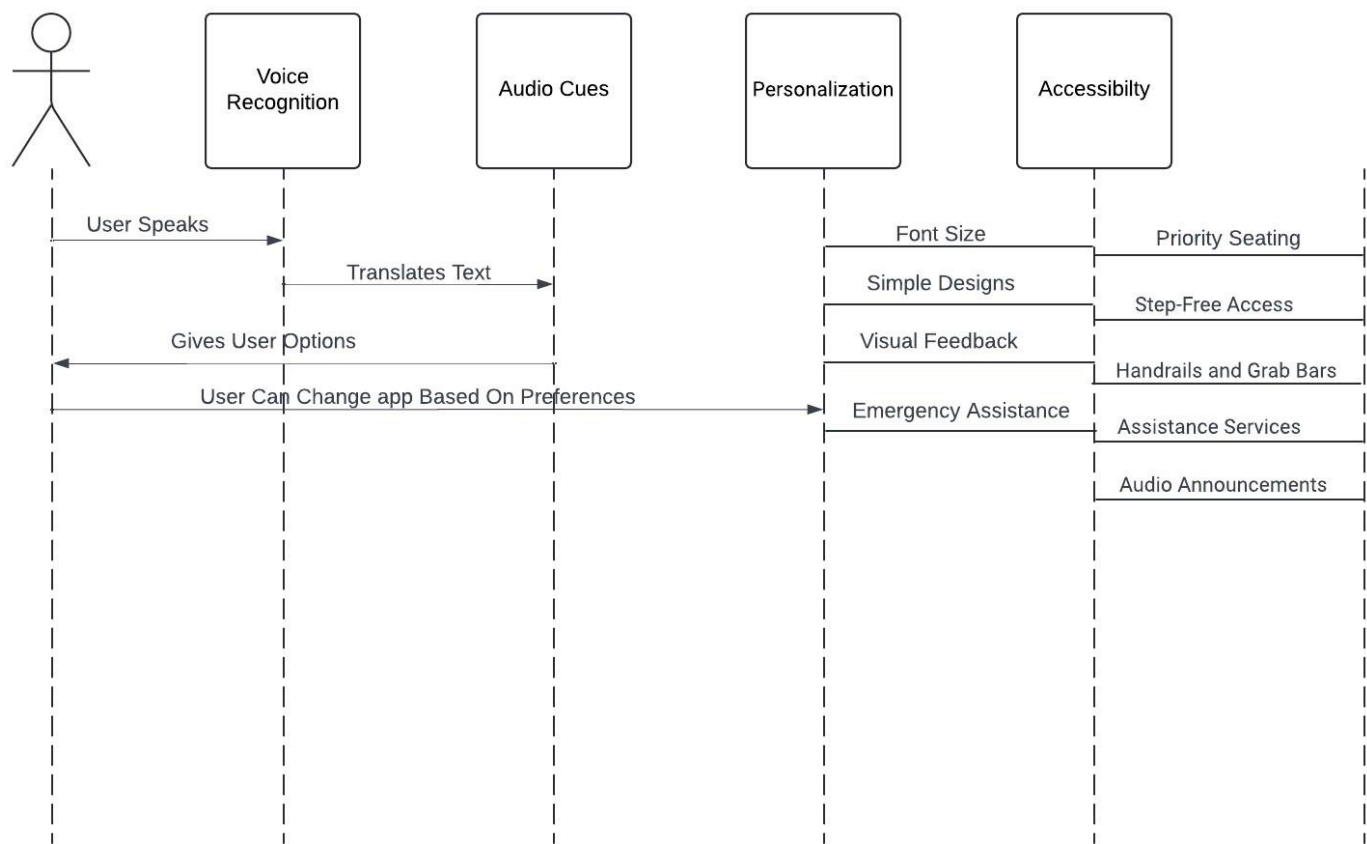 Voice
Recognition
Audio Cues
Personalization
Accessibilty
User Speaks
Font Size
Priority Seating
Translates Text
Simple Designs
Step-Free Access
Gives User Options
Visual Feedback
Handrails and Grab Bars
User Can Change app Based On Preferences
Emergency Assistance
Assistance Services
Audio Announcements